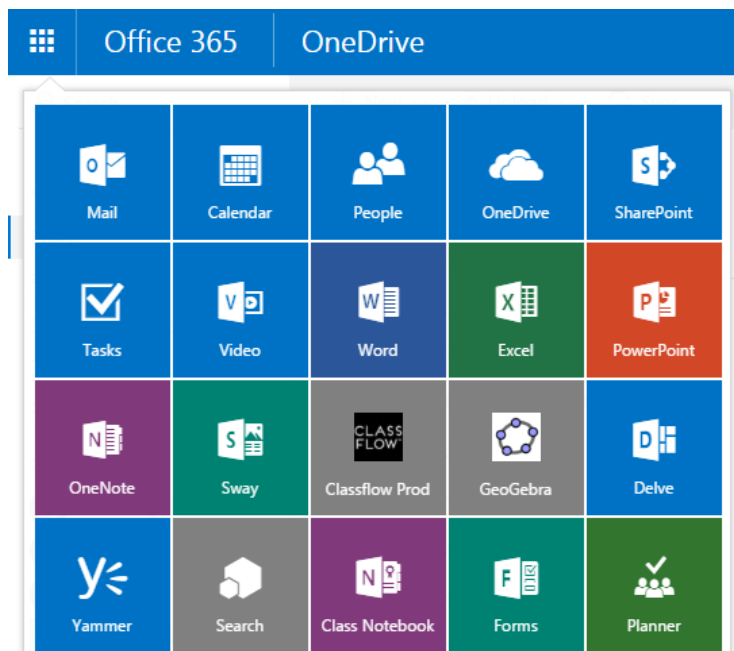 Office 365 OneDrive
Mail Calendar People OneDrive SharePoint
Tasks Video Word Excel PowerPoint
CLASS
FLOW
OneNote Sway Classflow Prod GeoGebra Delve
Yammer Search Class Notebook Forms Planner